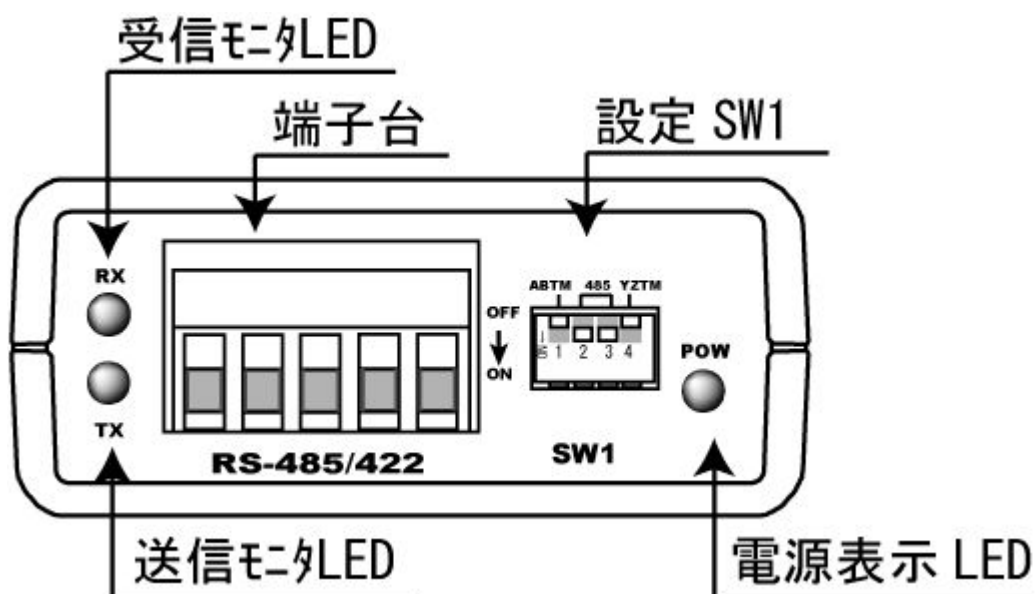 受信ﾓﾆﾀLED
端子台
設定 SW1
RX
ABTM 485 YZTM
OFF
ON
1 2 3 4
POW
ON
TX
RS-485/422
SW1
送信ﾓﾆﾀLED
電源表示 LED